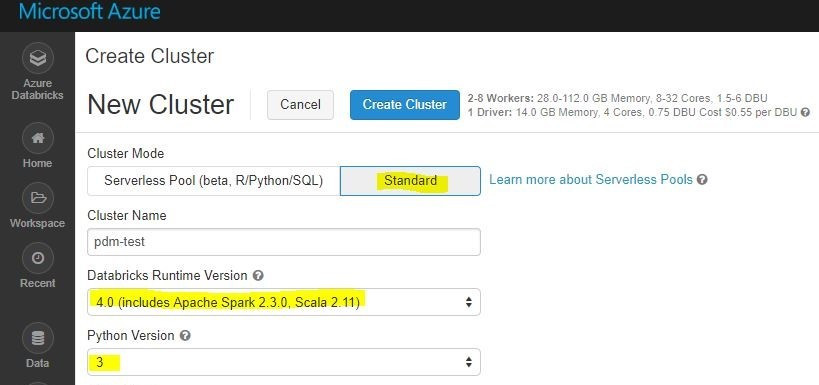 Microsoft Azure
Azure
Databricks
Home
Workspace
Recent
Data
Create Cluster
New Cluster
Cancel
Create Cluster
2-8 Workers: 28.0-112.0 GB Memory, 8-32 Cores, 1.5-6 DBU
1 Driver: 14.0 GB Memory, 4 Cores, 0.75 DBU Cost $0.55 per DBU ?
Cluster Mode
Serverless Pool (beta, R/Python/SQL)
Standard
Learn more about Serverless Pools ?
Cluster Name
pdm-test
Databricks Runtime Version ?
4.0 (includes Apache Spark 2.3.0, Scala 2.11)
Python Version ?
3